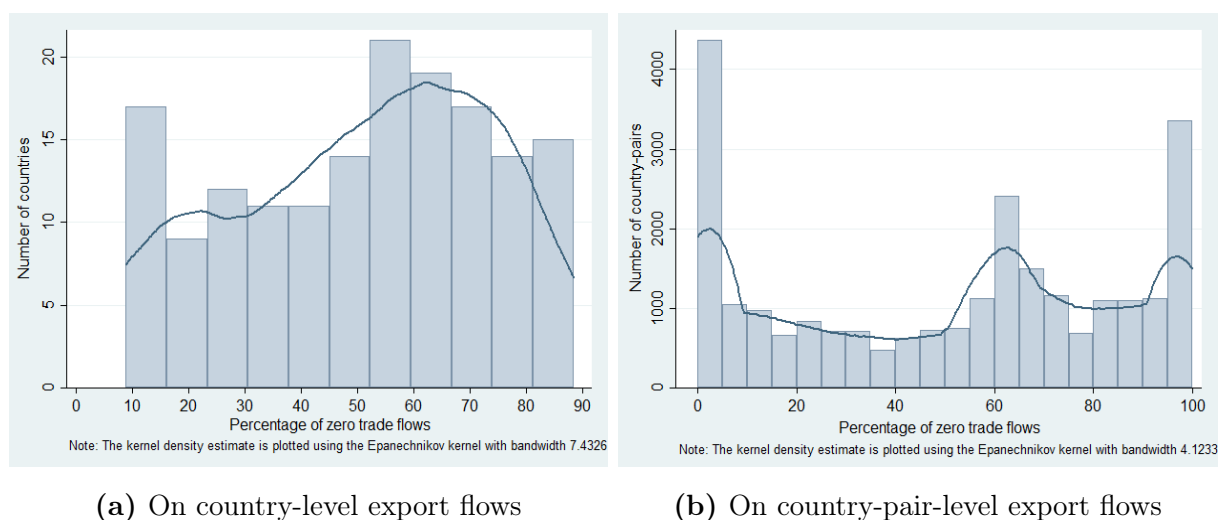 Number of countries
20
15
10
5
0
0 10 20 30 40 50 60 70 80 90
Percentage of zero trade flows
Note: The kernel density estimate is plotted using the Epanechnikov kernel with bandwidth 7.4326
(a) On country-level export flows
Number of country-pairs
4000
3000
2000
1000
0
0 20 40 60 80 100
Percentage of zero trade flows
Note: The kernel density estimate is plotted using the Epanechnikov kernel with bandwidth 4.1233
(b) On country-pair-level export flows